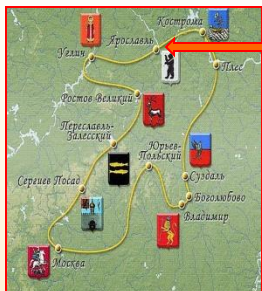 Кострома
Ярославль
Углич
Плес
Ростов Великий
Переславль-
Залесский
Юрьев-
Польский
Суздаль
Сергиев Посад
Боголюбово
Владимир
Москва